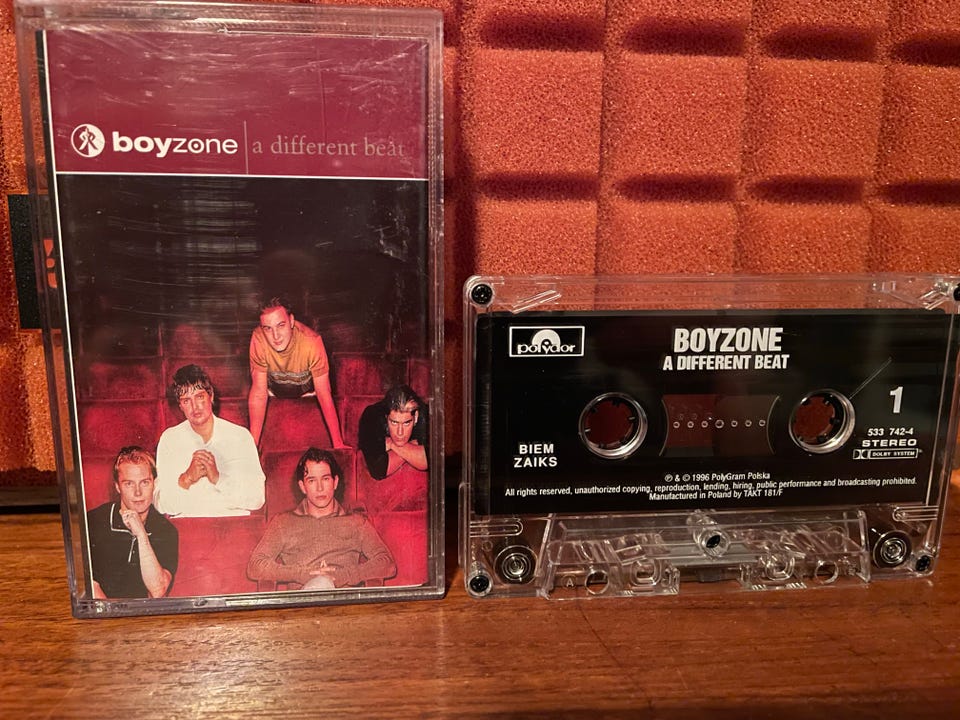 boyzone | a different beat
polydor
BOYZONE
A DIFFERENT BEAT
1
533 742-4
STEREO
DOLBY SYSTEM
BIEM
ZAIKS
℗ & © 1996 PolyGram Polska
All rights reserved, unauthorized copying, reproduction, lending, hiring, public performance and broadcasting prohibited.
Manufactured in Poland by TAKT 181/F